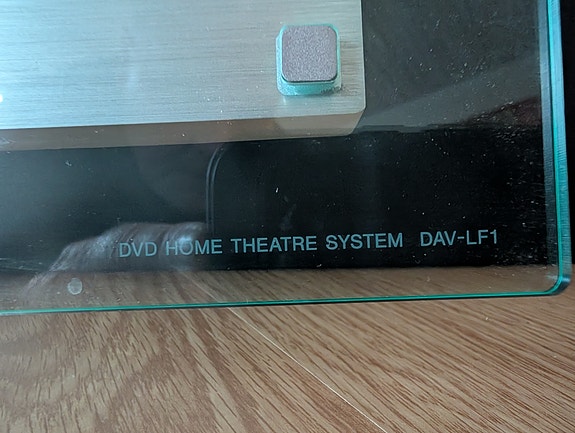 DVD HOME THEATRE SYSTEM DAV-LF1